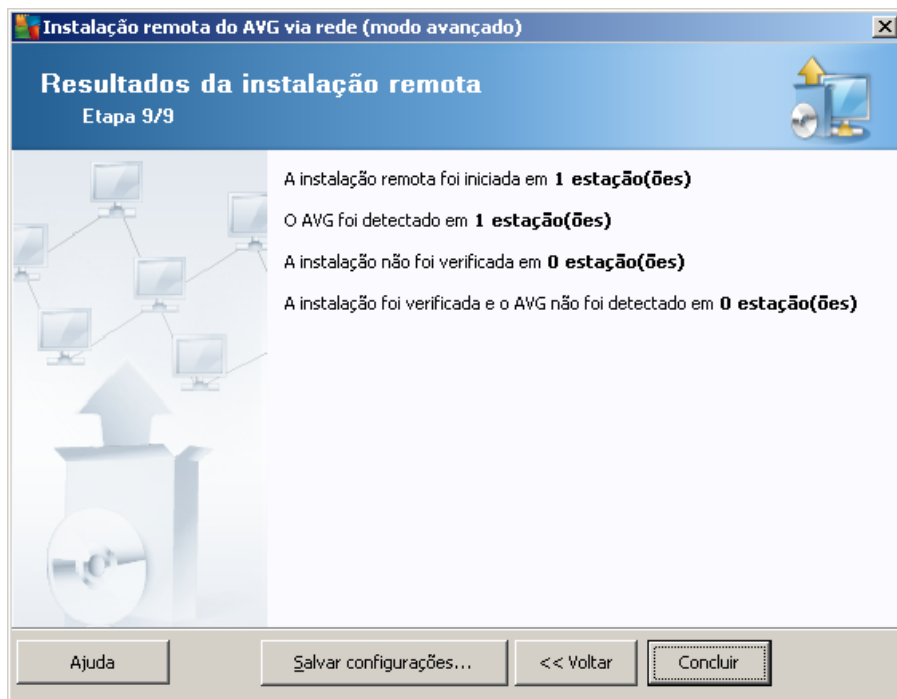 Instalação remota do AVG via rede (modo avançado)
Resultados da instalação remota
Etapa 9/9
A instalação remota foi iniciada em 1 estação(ões)
O AVG foi detectado em 1 estação(ões)
A instalação não foi verificada em 0 estação(ões)
A instalação foi verificada e o AVG não foi detectado em 0 estação(ões)
Ajuda
Salvar configurações...
<< Voltar
Concluir